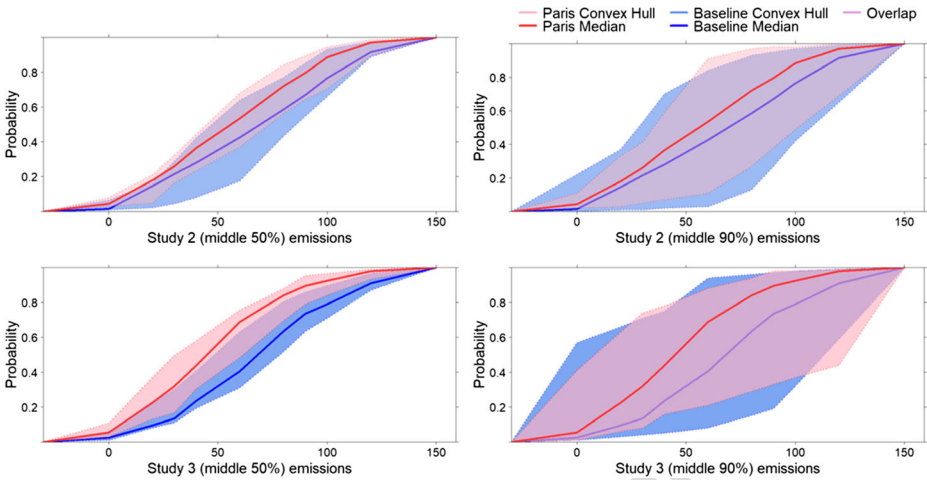 Paris Convex Hull Baseline Convex Hull Overlap
Paris Median Baseline Median
Probability
0.8
0.6
0.4
0.2
0 50 100 150
Study 2 (middle 50%) emissions
Probability
0.8
0.6
0.4
0.2
0 50 100 150
Study 2 (middle 90%) emissions
Probability
0.8
0.6
0.4
0.2
0 50 100 150
Study 3 (middle 50%) emissions
Probability
0.8
0.6
0.4
0.2
0 50 100 150
Study 3 (middle 90%) emissions